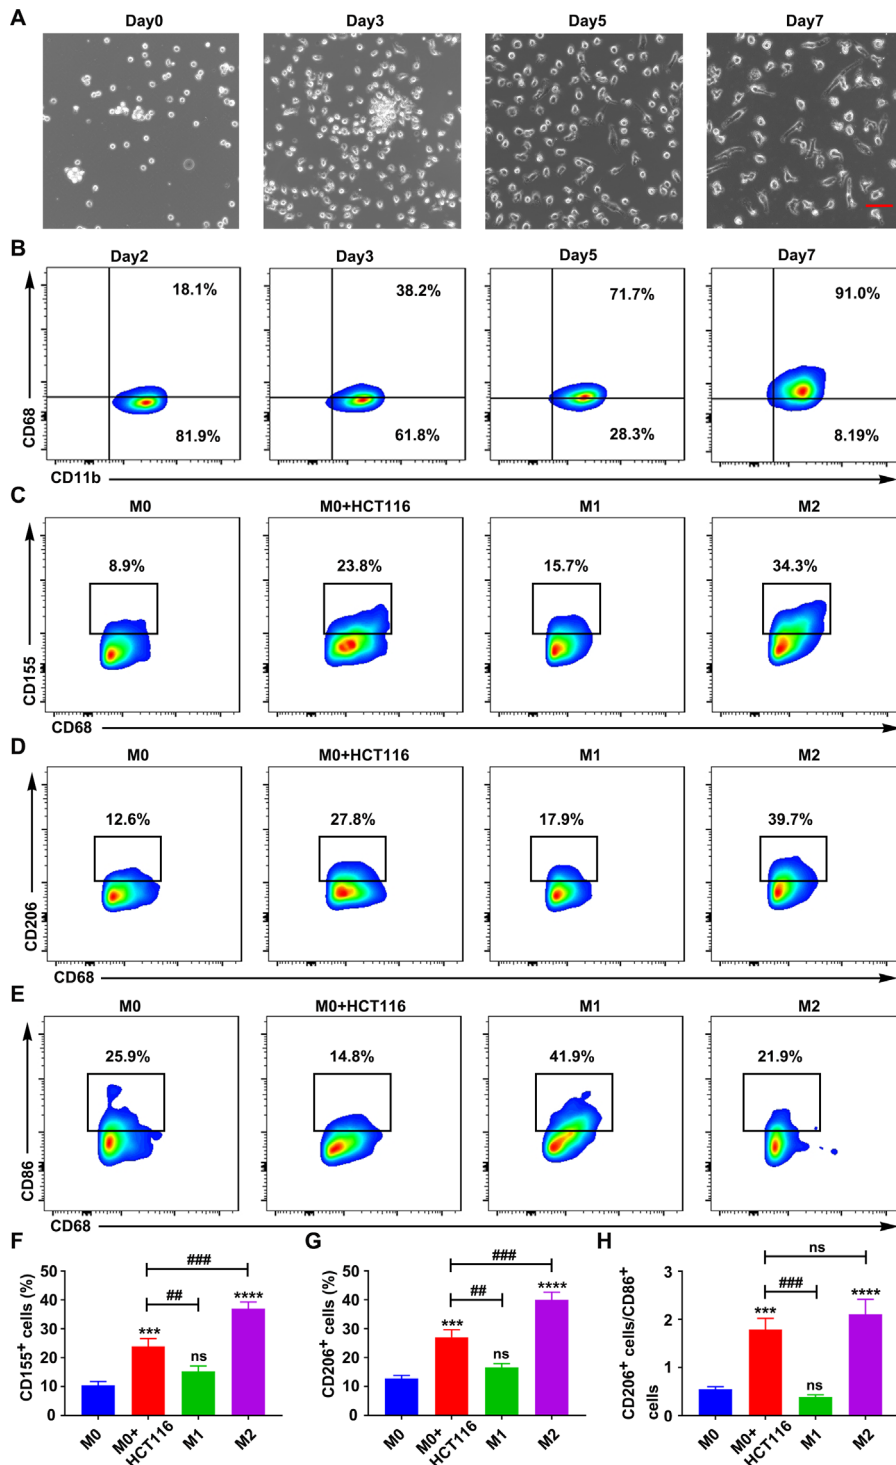 A
Day0 Day3 Day5 Day7
B
Day2 Day3 Day5 Day7
18.1% 38.2% 71.7% 91.0%
81.9% 61.8% 28.3% 8.19%
CD68
CD11b
C
M0 M0+HCT116 M1 M2
8.9% 23.8% 15.7% 34.3%
CD155
CD68
D
M0 M0+HCT116 M1 M2
12.6% 27.8% 17.9% 39.7%
CD206
CD68
E
M0 M0+HCT116 M1 M2
25.9% 14.8% 41.9% 21.9%
CD86
CD68
F
CD155+ cells (%)
50
40
30
20
10
0
###
##
***
ns
****
M0
M0+
HCT116
M1
M2
G
CD206+ cells (%)
50
40
30
20
10
0
###
##
***
ns
****
M0
M0+
HCT116
M1
M2
H
CD206+ cells/CD86+
cells
3
2
1
0
ns
###
***
ns
****
M0
M0+
HCT116
M1
M2